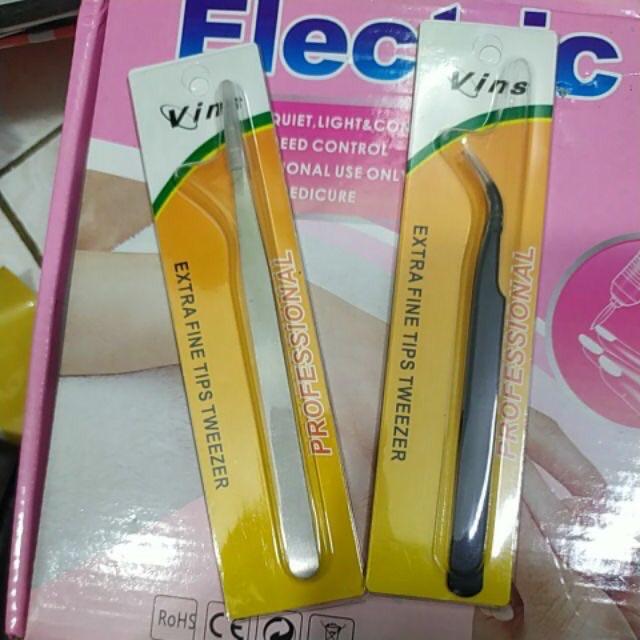 Electric
QUIET, LIGHT & CO
EED CONTROL
ONAL USE ONLY
EDICURE
Vins
EXTRA FINE TIPS TWEEZER
PROFESSIONAL
Vins
EXTRA FINE TIPS TWEEZER
PROFESSIONAL
RoHS
CE